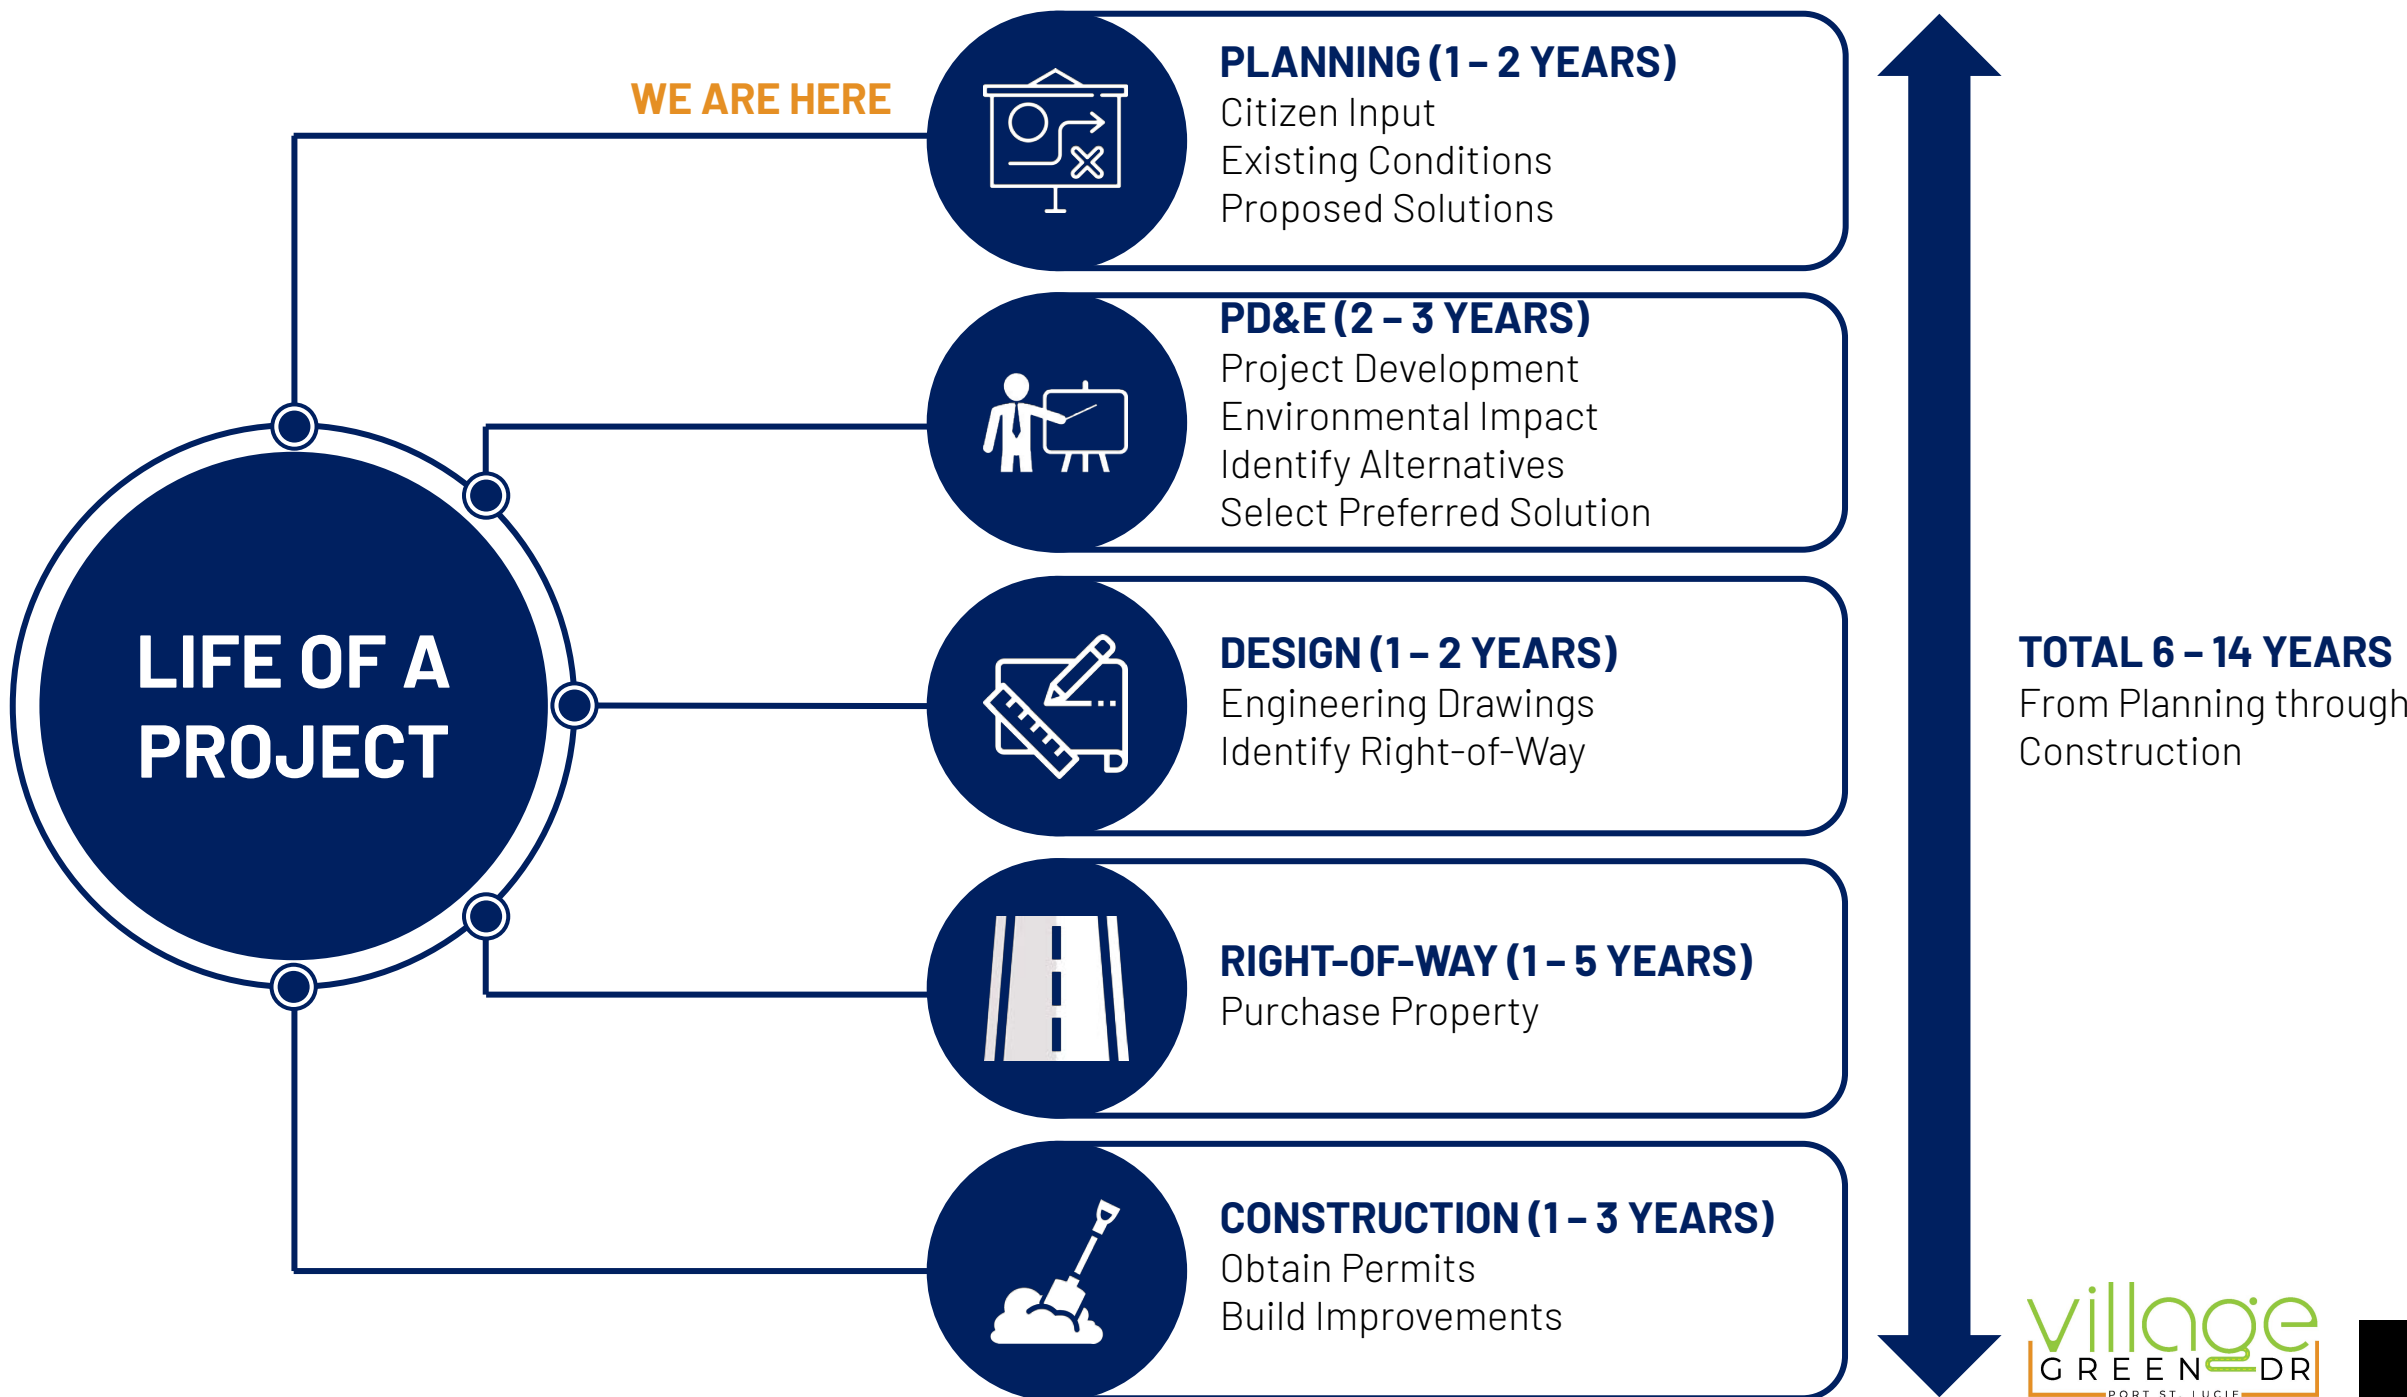 WE ARE HERE
LIFE OF A
PROJECT
PLANNING (1 – 2 YEARS)
Citizen Input
Existing Conditions
Proposed Solutions
PD&E (2 – 3 YEARS)
Project Development
Environmental Impact
Identify Alternatives
Select Preferred Solution
DESIGN (1 – 2 YEARS)
Engineering Drawings
Identify Right-of-Way
RIGHT-OF-WAY (1 – 5 YEARS)
Purchase Property
CONSTRUCTION (1 – 3 YEARS)
Obtain Permits
Build Improvements
TOTAL 6 – 14 YEARS
From Planning through
Construction
village
GREEN DR
PORT ST. LUCIE